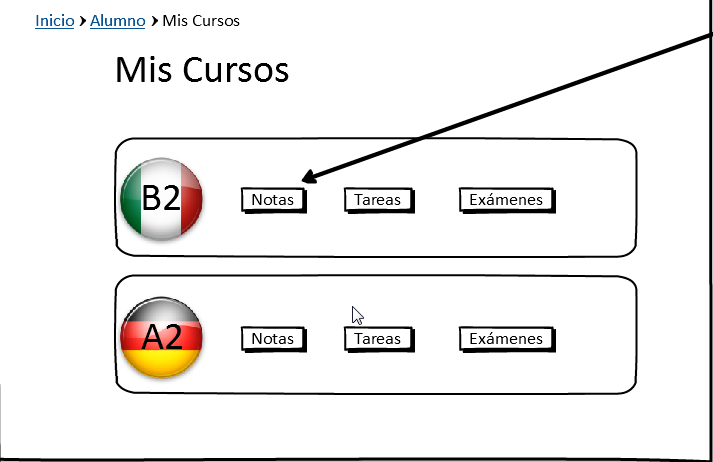 Inicio › Alumno › Mis Cursos
Mis Cursos
B2 Notas Tareas Exámenes
A2 Notas Tareas Exámenes